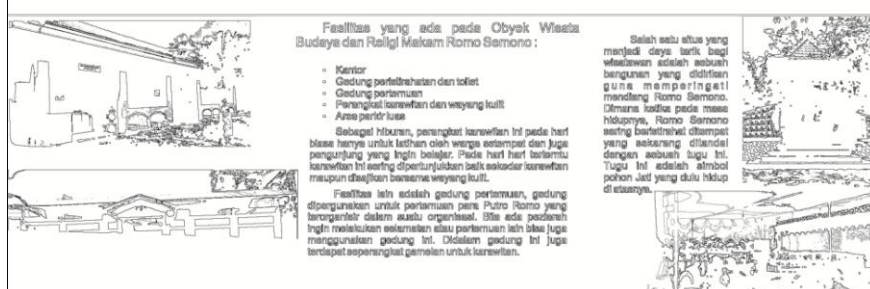 Fasilitas yang ada pada Obyek Wisata
Budaya dan Religi Makam Romo Semono :
◦ Kantor
◦ Gedung peristirahatan dan toilet
◦ Gedung pertemuan
◦ Perangkat karawitan dan wayang kulit
◦ Area parkir luas
Sebagai hiburan, perangkat karawitan ini pada hari
biasa hanya untuk latihan oleh warga setempat dan juga
pengunjung yang ingin belajar. Pada hari hari tertemtu
karawitan ini sering dipertunjukkan baik sekedar karawitan
maupun disajikan bersama wayang kulit.
Fasilitas lain adalah gedung pertemuan, gedung
dipergunakan untuk pertemuan para Putro Romo yang
terorganisir dalam suatu organisasi. Bila ada peziarah
ingin melakukan selamatan atau pertemuan lain bisa juga
menggunakan gedung ini. Didalam gedung ini juga
terdapat seperangkat gamelan untuk karawitan.
Salah satu situs yang
menjadi daya tarik bagi
wisatawan adalah sebuah
bangunan yang didirikan
guna memperingati
mendiang Romo Semono.
Dimana ketika pada masa
hidupnya, Romo Semono
sering beristirahat ditempat
yang sekarang ditandai
dengan sebuah tugu ini.
Tugu ini adalah simbol
pohon Jati yang dulu hidup
di atasnya.